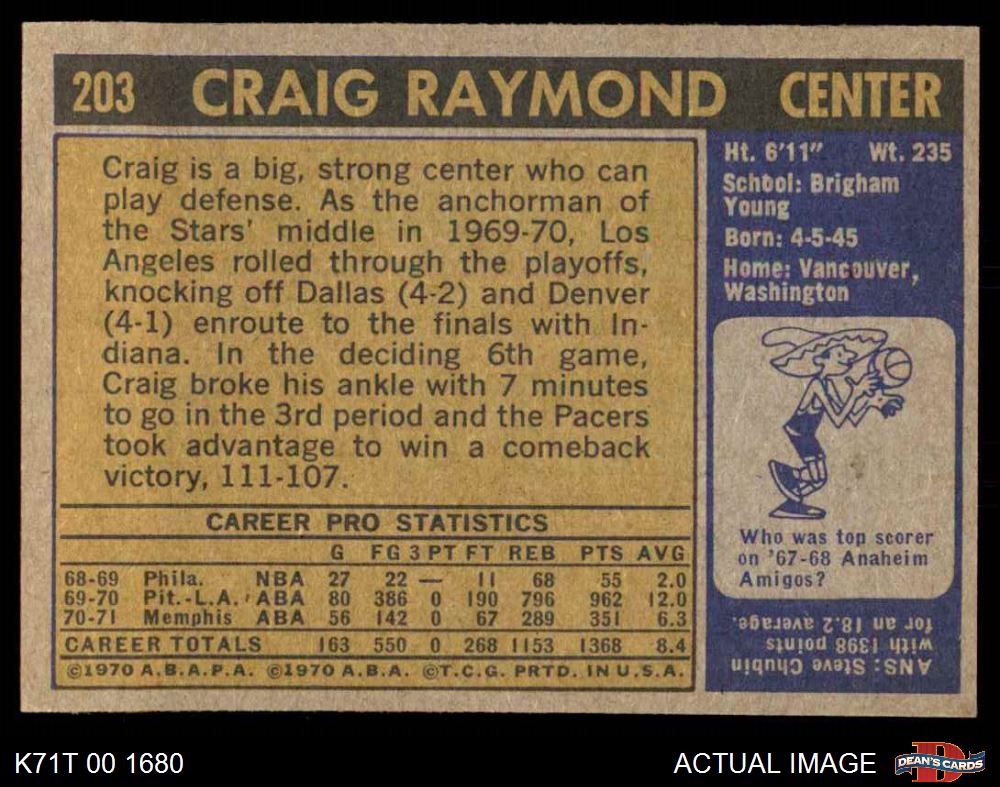 203 CRAIG RAYMOND CENTER
Craig is a big, strong center who can
play defense. As the anchorman of
the Stars' middle in 1969-70, Los
Angeles rolled through the playoffs,
knocking off Dallas (4-2) and Denver
(4-1) enroute to the finals with In-
diana. In the deciding 6th game,
Craig broke his ankle with 7 minutes
to go in the 3rd period and the Pacers
took advantage to win a comeback
victory, 111-107.
CAREER PRO STATISTICS
G FG 3 PT FT REB PTS AVG
68-69 Phila. NBA 27 22 — 11 68 55 2.0
69-70 Pit.-L.A. ABA 80 386 0 190 796 962 12.0
70-71 Memphis ABA 56 142 0 67 289 351 6.3
CAREER TOTALS 163 550 0 268 1153 1368 8.4
©1970 A.B.A.P.A. ©1970 A.B.A. ©T.C.G. PRTD. IN U.S.A.
Ht. 6'11" Wt. 235
School: Brigham
Young
Born: 4-5-45
Home: Vancouver,
Washington
Who was top scorer
on '67-68 Anaheim
Amigos?
ANS: Steve Chubin
with 1398 points
for an 18.2 average.
K71T 00 1680
ACTUAL IMAGE
D
DEAN'S CARDS